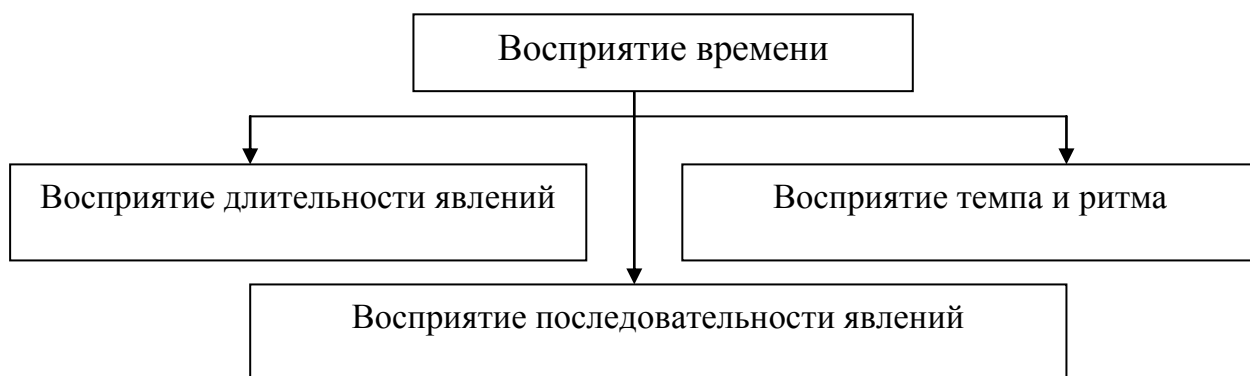 Восприятие времени
Восприятие длительности явлений
Восприятие темпа и ритма
Восприятие последовательности явлений